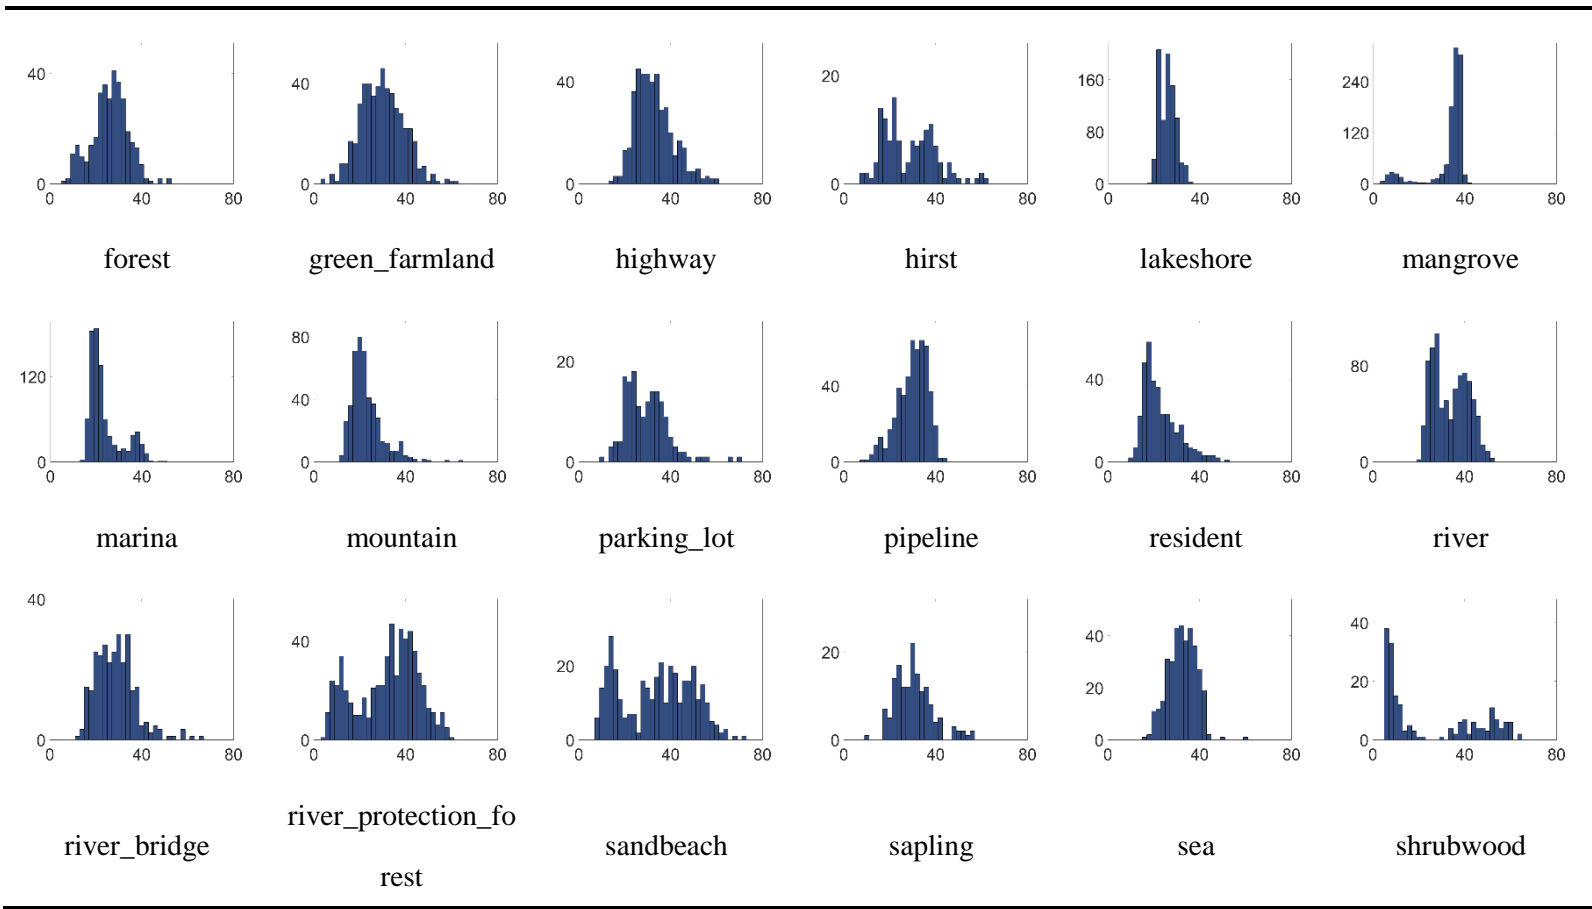 40
0
0 40 80
forest
40
0
0 40 80
green_farmland
40
0
0 40 80
highway
20
0
0 40 80
hirst
160
80
0
0 40 80
lakeshore
240
120
0
0 40 80
mangrove
120
0
0 40 80
marina
80
40
0
0 40 80
mountain
20
0
0 40 80
parking_lot
40
0
0 40 80
pipeline
40
0
0 40 80
resident
80
0
0 40 80
river
40
0
0 40 80
river_bridge
40
0
0 40 80
river_protection_fo
rest
20
0
0 40 80
sandbeach
20
0
0 40 80
sapling
40
20
0
0 40 80
sea
40
20
0
0 40 80
shrubwood